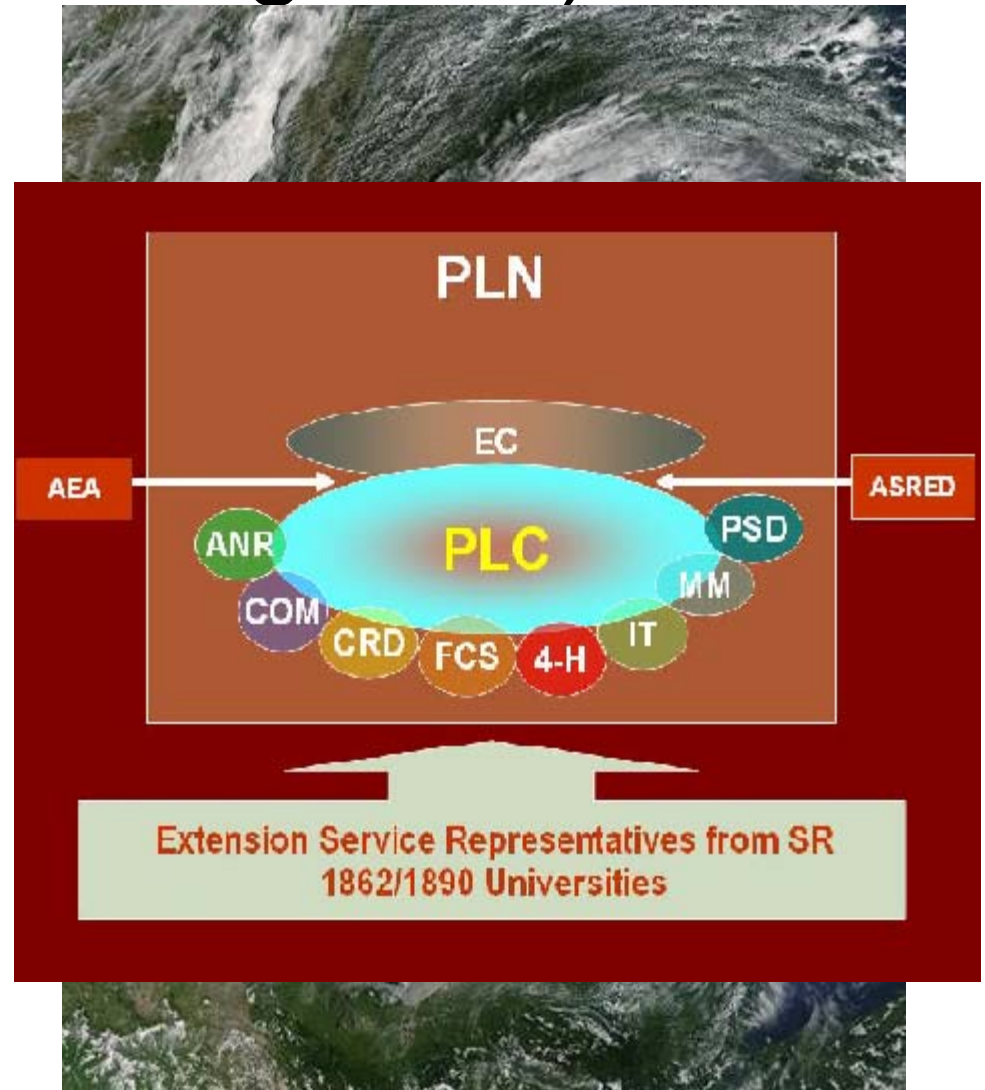 PLN
EC
AEA
ASRED
PLC
ANR
PSD
MM
COM
IT
CRD
FCS
4-H
Extension Service Representatives from SR
1862/1890 Universities